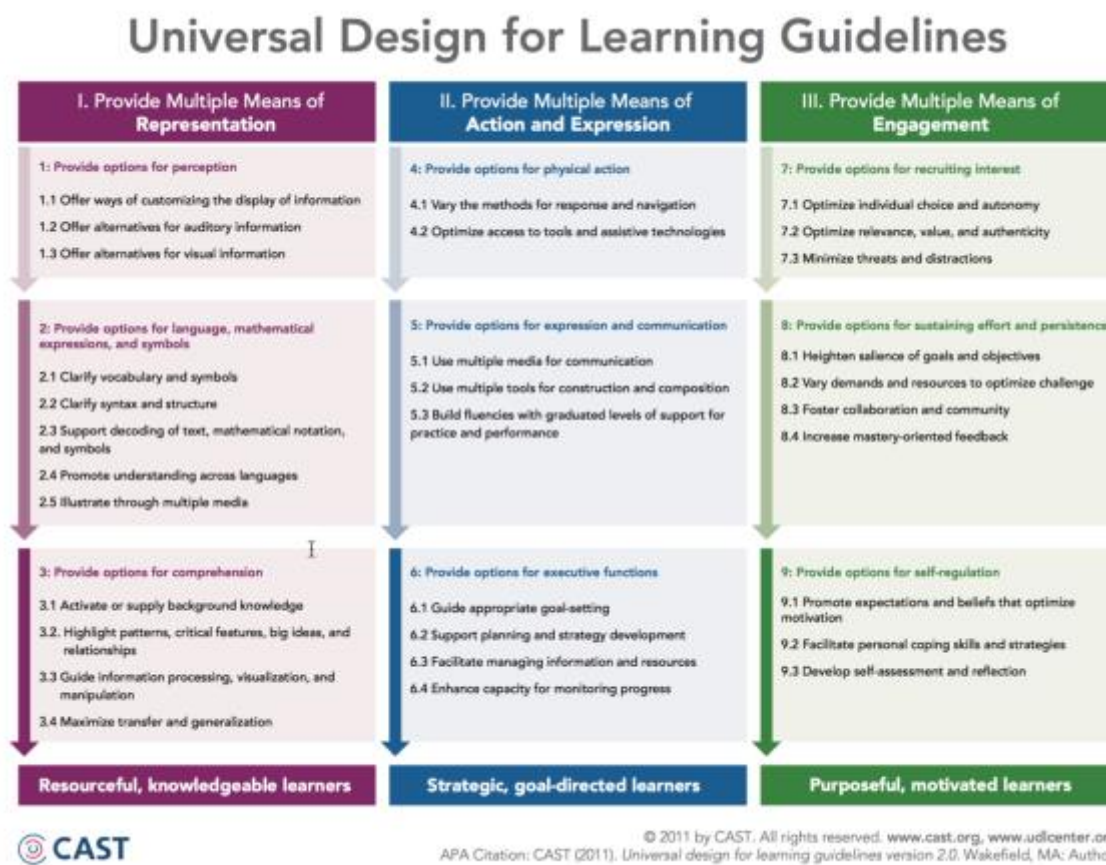 Universal Design for Learning Guidelines
I. Provide Multiple Means of
Representation
1: Provide options for perception
1.1 Offer ways of customizing the display of information
1.2 Offer alternatives for auditory information
1.3 Offer alternatives for visual information
2: Provide options for language, mathematical
expressions, and symbols
2.1 Clarify vocabulary and symbols
2.2 Clarify syntax and structure
2.3 Support decoding of text, mathematical notation,
and symbols
2.4 Promote understanding across languages
2.5 Illustrate through multiple media
3: Provide options for comprehension
3.1 Activate or supply background knowledge
3.2. Highlight patterns, critical features, big ideas, and
relationships
3.3 Guide information processing, visualization, and
manipulation
3.4 Maximize transfer and generalization
Resourceful, knowledgeable learners
II. Provide Multiple Means of
Action and Expression
4: Provide options for physical action
4.1 Vary the methods for response and navigation
4.2 Optimize access to tools and assistive technologies
5: Provide options for expression and communication
5.1 Use multiple media for communication
5.2 Use multiple tools for construction and composition
5.3 Build fluencies with graduated levels of support for
practice and performance
6: Provide options for executive functions
6.1 Guide appropriate goal-setting
6.2 Support planning and strategy development
6.3 Facilitate managing information and resources
6.4 Enhance capacity for monitoring progress
Strategic, goal-directed learners
III. Provide Multiple Means of
Engagement
7: Provide options for recruiting interest
7.1 Optimize individual choice and autonomy
7.2 Optimize relevance, value, and authenticity
7.3 Minimize threats and distractions
8: Provide options for sustaining effort and persistence
8.1 Heighten salience of goals and objectives
8.2 Vary demands and resources to optimize challenge
8.3 Foster collaboration and community
8.4 Increase mastery-oriented feedback
9: Provide options for self-regulation
9.1 Promote expectations and beliefs that optimize
motivation
9.2 Facilitate personal coping skills and strategies
9.3 Develop self-assessment and reflection
Purposeful, motivated learners
CAST
© 2011 by CAST. All rights reserved. www.cast.org, www.udlcenter.or
APA Citation: CAST (2011). Universal design for learning guidelines version 2.0. Wakefield, MA: Autho